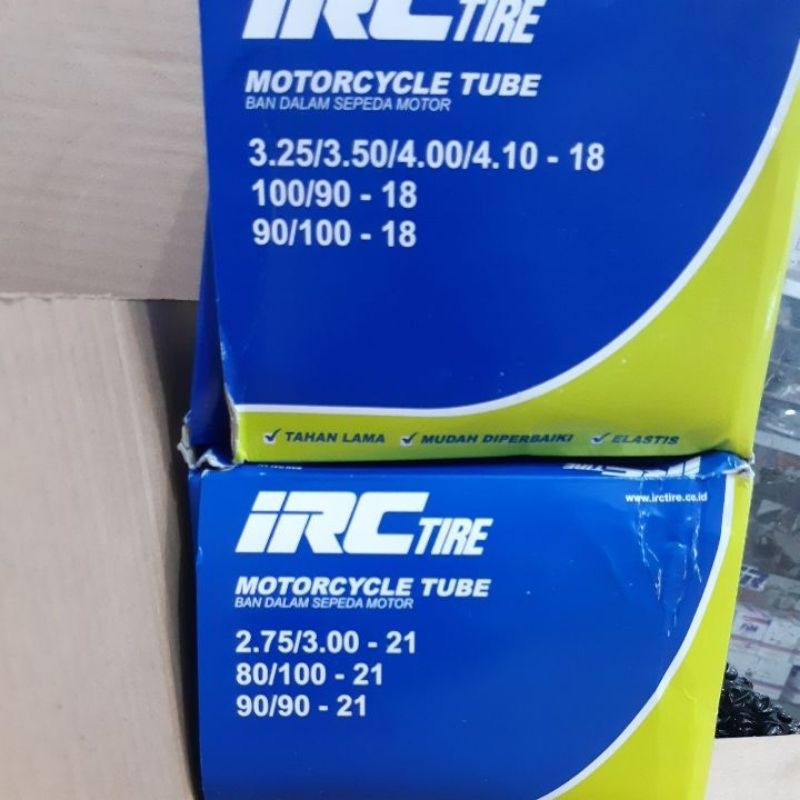 iRC TIRE
MOTORCYCLE TUBE
BAN DALAM SEPEDA MOTOR
3.25/3.50/4.00/4.10 - 18
100/90 - 18
90/100 - 18
TAHAN LAMA MUDAH DIPERBAIKI ELASTIS
iRC TIRE
www.irctire.co.id
iRC TIRE
MOTORCYCLE TUBE
BAN DALAM SEPEDA MOTOR
2.75/3.00 - 21
80/100 - 21
90/90 - 21